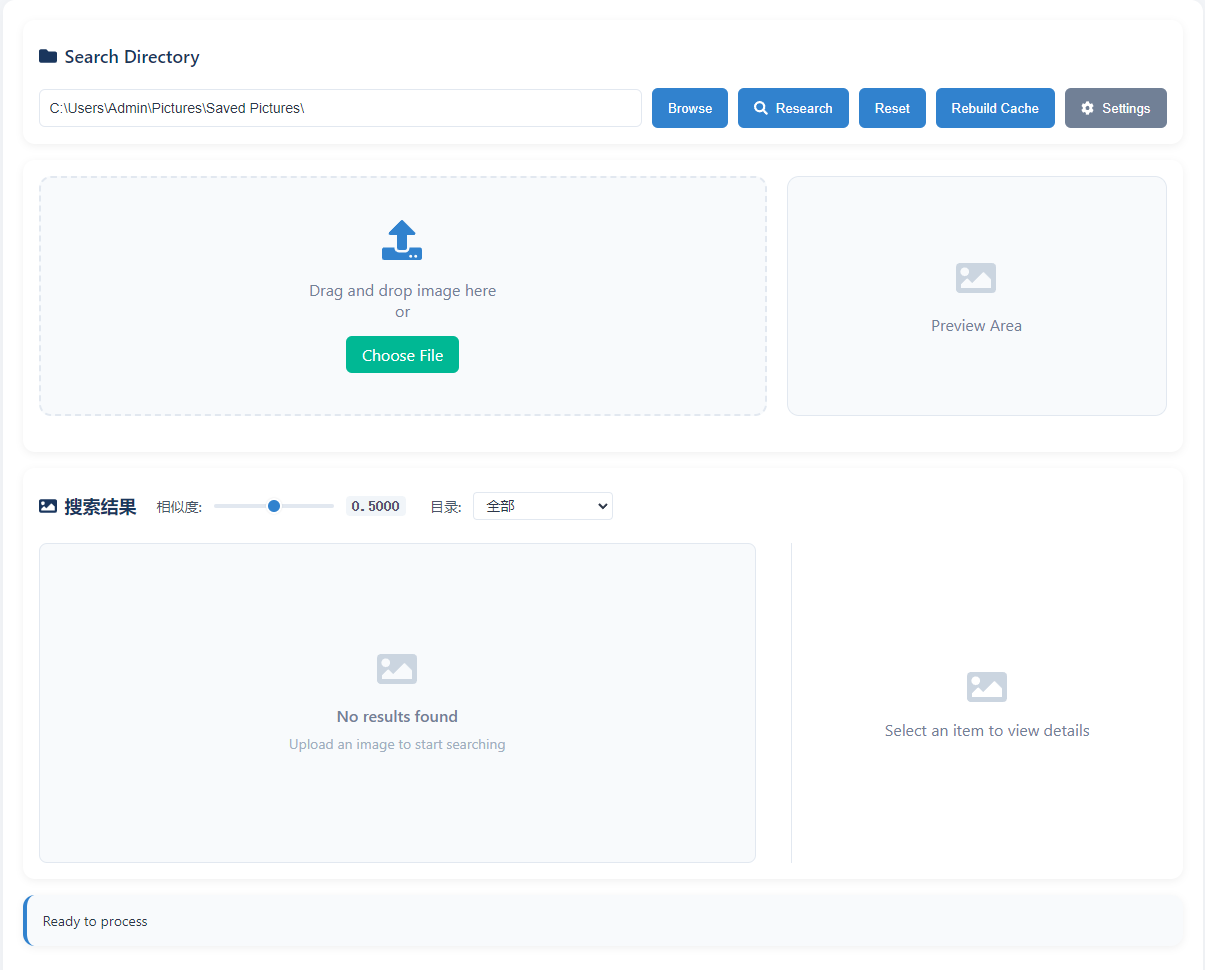 Search Directory
C:\Users\Admin\Pictures\Saved Pictures\
Browse
Research
Reset
Rebuild Cache
Settings
Drag and drop image here
or
Choose File
Preview Area
搜索结果
相似度:
0.5000
目录:
全部
No results found
Upload an image to start searching
Select an item to view details
Ready to process